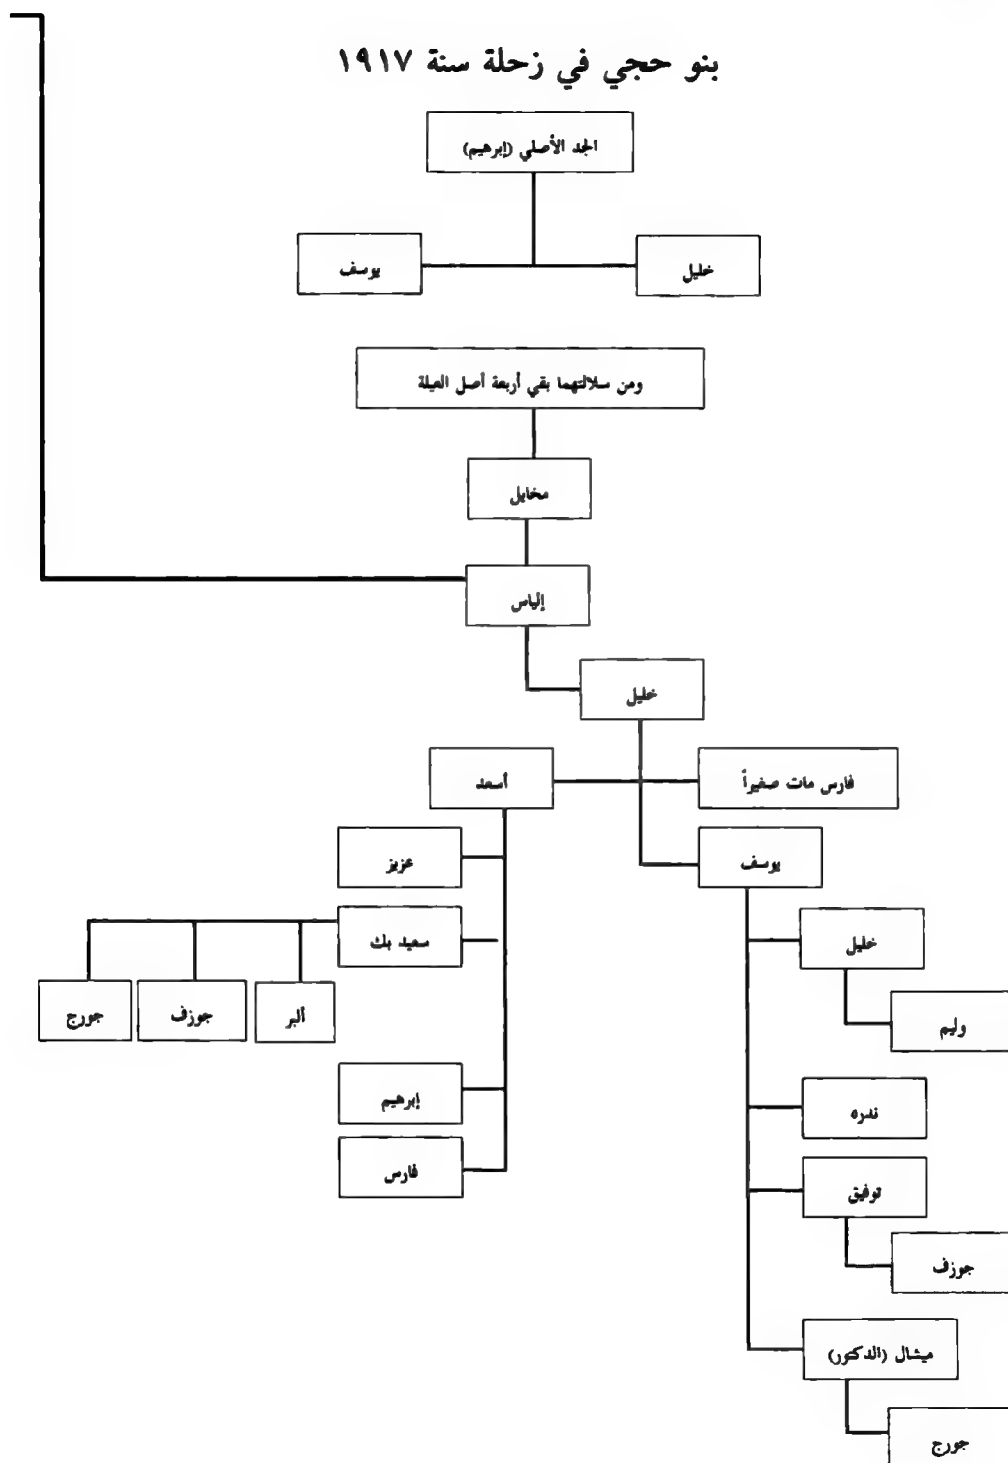 بنو حجي في زحلة سنة ١٩١٧
الجد الأصلي (إبرهيم)
خليل
يوسف
ومن سلالتهما بقي أربعة أصل العيلة
مخايل
إلياس
خليل
فارس مات صغيراً
أسعد
يوسف
عزيز
خليل
سعيد بك
وليم
ألبر
جوزف
جورج
إبرهيم
ندره
فارس
توفيق
جوزف
ميشال (الدكتور)
جورج